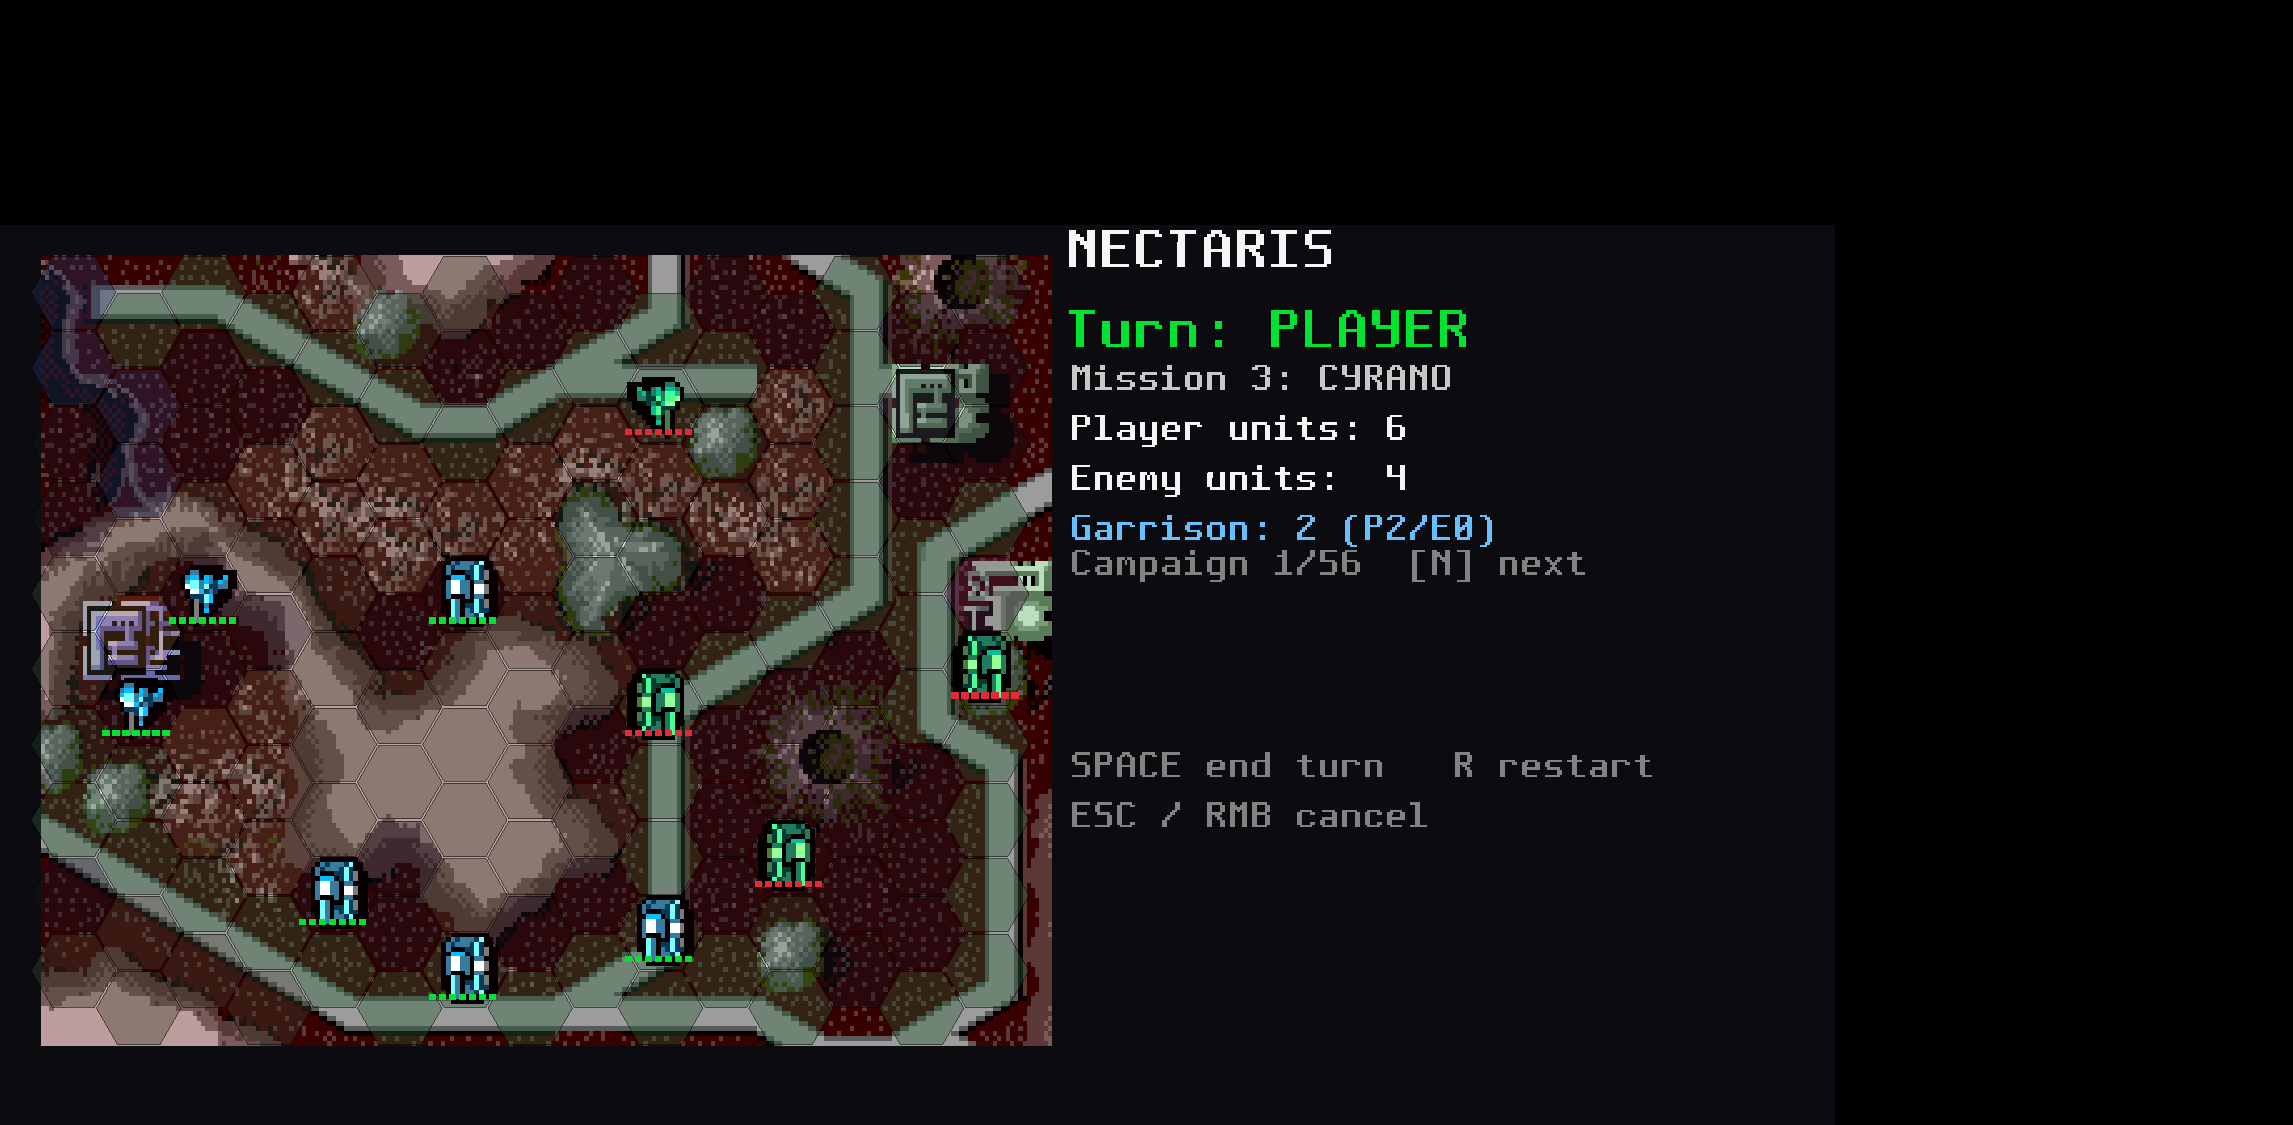 NECTARIS
Turn: PLAYER
Mission 3: CYRANO
Player units: 6
Enemy units: 4
Garrison: 2 (P2/E0)
Campaign 1/56 [N] next
SPACE end turn R restart
ESC / RMB cancel